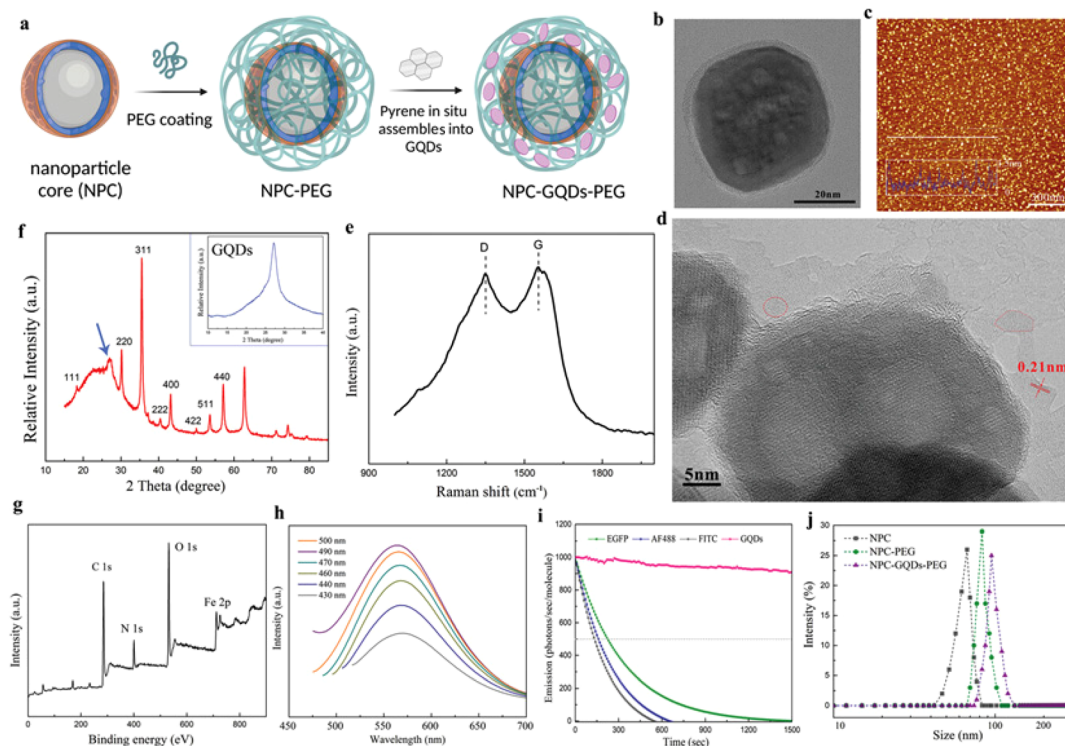 a
PEG coating
nanoparticle
core (NPC)
NPC-PEG
Pyrene in situ
assembles into
GQDs
NPC-GQDs-PEG
b
20nm
c
d
0.21nm
5nm
f
Relative Intensity (a.u.)
111
220
311
222
400
422
511
440
10 20 30 40 50 60 70 80
2 Theta (degree)
GQDs
Relative Intensity (a.u.)
2 Theta (degree)
e
Intensity (a.u.)
D
G
900 1200 1500 1800
Raman shift (cm⁻¹)
g
Intensity (a.u.)
C 1s
N 1s
O 1s
Fe 2p
0 200 400 600 800
Binding energy (eV)
h
Intensity (a.u.)
500 nm
490 nm
470 nm
460 nm
440 nm
430 nm
450 500 550 600 650 700
Wavelength (nm)
i
Emission (photons/sec/molecule)
1200
1000
800
600
400
200
0
EGFP AF488 FITC GQDs
0 300 600 900 1200 1500
Time (sec)
j
Intensity (%)
30
25
20
15
10
5
0
NPC
NPC-PEG
NPC-GQDs-PEG
10 100 200
Size (nm)